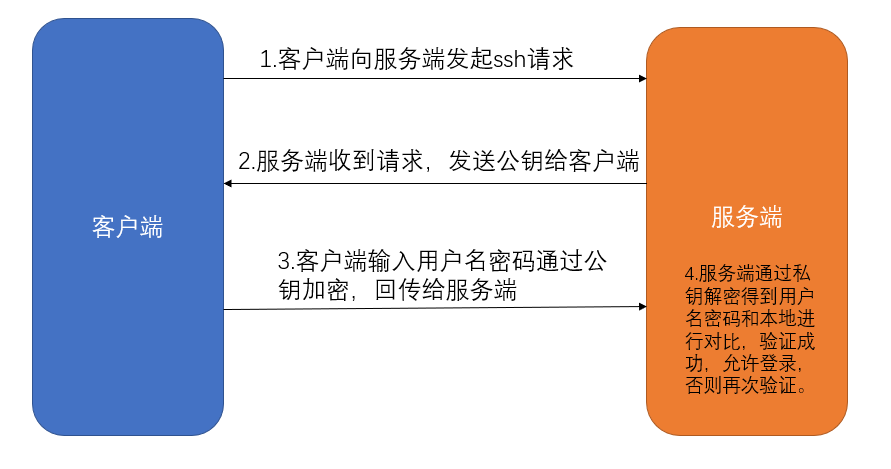 1.客户端向服务端发起ssh请求
2.服务端收到请求，发送公钥给客户端
客户端
服务端
3.客户端输入用户名密码通过公
钥加密，回传给服务端
4.服务端通过私
钥解密得到用户
名密码和本地进
行对比，验证成
功，允许登录，
否则再次验证。